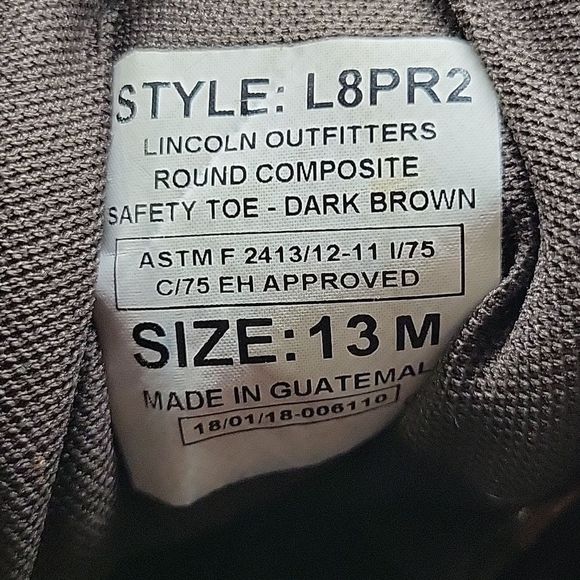 STYLE: L8PR2
LINCOLN OUTFITTERS
ROUND COMPOSITE
SAFETY TOE - DARK BROWN
ASTM F 2413/12-11 I/75
C/75 EH APPROVED
SIZE: 13 M
MADE IN GUATEMAL
18/01/18-006110